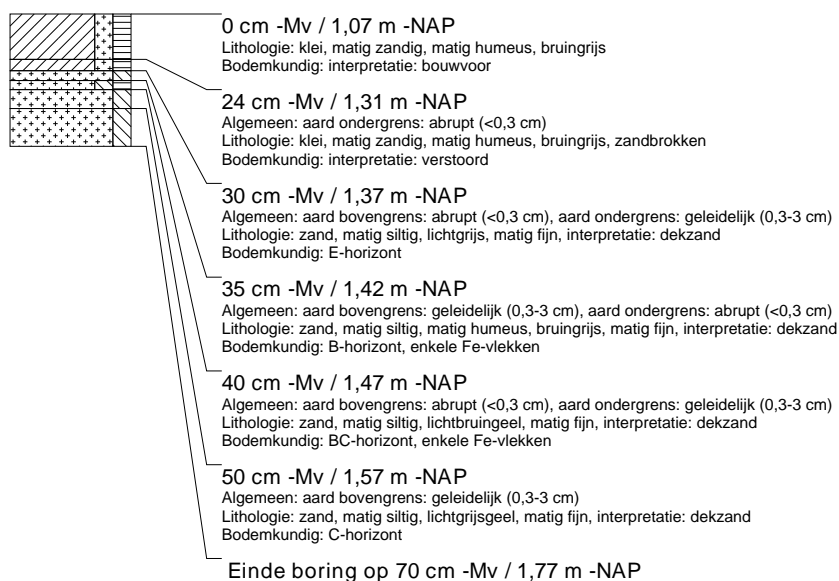 0 cm -Mv / 1,07 m -NAP
Lithologie: klei, matig zandig, matig humeus, bruingrijs
Bodemkundig: interpretatie: bouwvoor
24 cm -Mv / 1,31 m -NAP
Algemeen: aard ondergrens: abrupt (<0,3 cm)
Lithologie: klei, matig zandig, matig humeus, bruingrijs, zandbrokken
Bodemkundig: interpretatie: verstoord
30 cm -Mv / 1,37 m -NAP
Algemeen: aard bovengrens: abrupt (<0,3 cm), aard ondergrens: geleidelijk (0,3-3 cm)
Lithologie: zand, matig siltig, lichtgrijs, matig fijn, interpretatie: dekzand
Bodemkundig: E-horizont
35 cm -Mv / 1,42 m -NAP
Algemeen: aard bovengrens: geleidelijk (0,3-3 cm), aard ondergrens: abrupt (<0,3 cm)
Lithologie: zand, matig siltig, matig humeus, bruingrijs, matig fijn, interpretatie: dekzand
Bodemkundig: B-horizont, enkele Fe-vlekken
40 cm -Mv / 1,47 m -NAP
Algemeen: aard bovengrens: abrupt (<0,3 cm), aard ondergrens: geleidelijk (0,3-3 cm)
Lithologie: zand, matig siltig, lichtbruingeel, matig fijn, interpretatie: dekzand
Bodemkundig: BC-horizont, enkele Fe-vlekken
50 cm -Mv / 1,57 m -NAP
Algemeen: aard bovengrens: geleidelijk (0,3-3 cm)
Lithologie: zand, matig siltig, lichtgrijsgeel, matig fijn, interpretatie: dekzand
Bodemkundig: C-horizont
Einde boring op 70 cm -Mv / 1,77 m -NAP